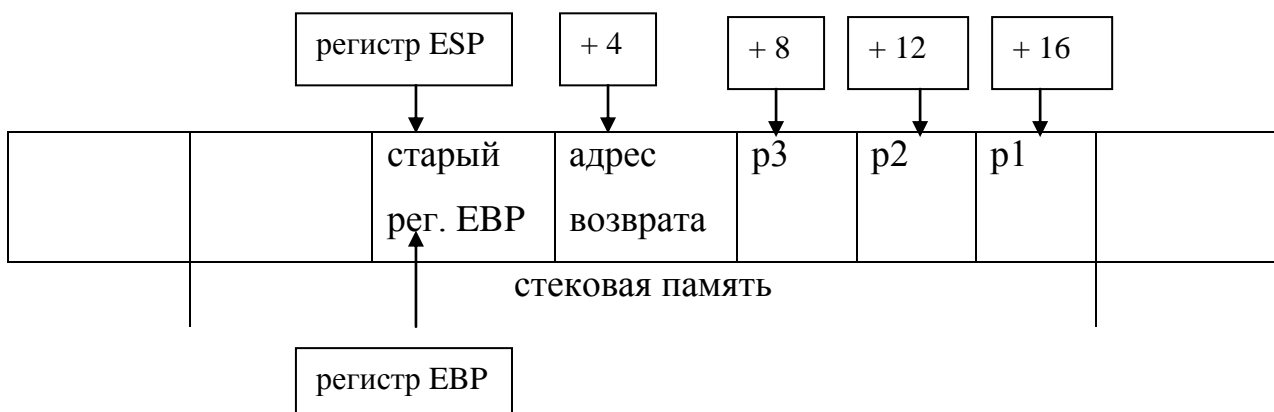 регистр ESP
+ 4
+ 8
+ 12
+ 16
старый
рег. EBP
адрес
возврата
p3
p2
p1
стековая память
регистр EBP